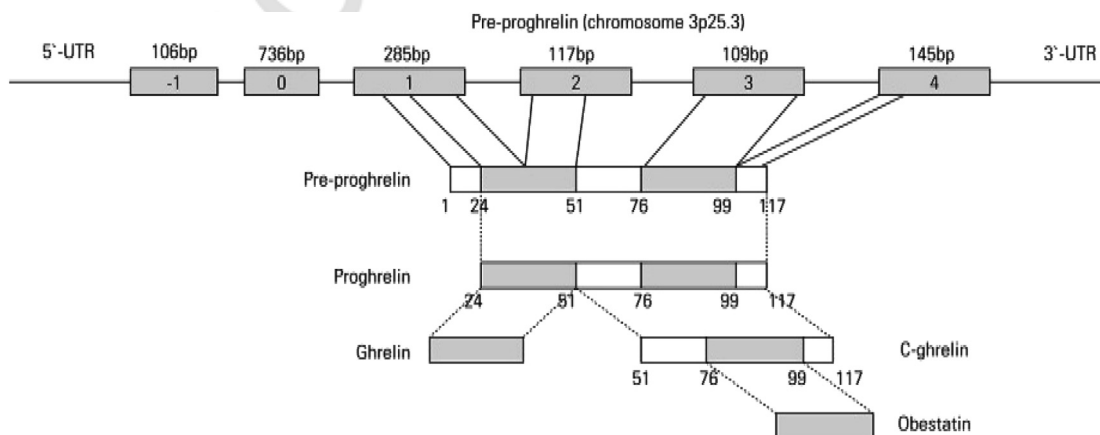 Pre-proghrelin (chromosome 3p25.3)
5`-UTR 106bp 736bp 285bp 117bp 109bp 145bp 3`-UTR
-1 0 1 2 3 4
Pre-proghrelin
1 24 51 76 99 117
Proghrelin
24 51 76 99 117
Ghrelin C-ghrelin
51 76 99 117
Obestatin